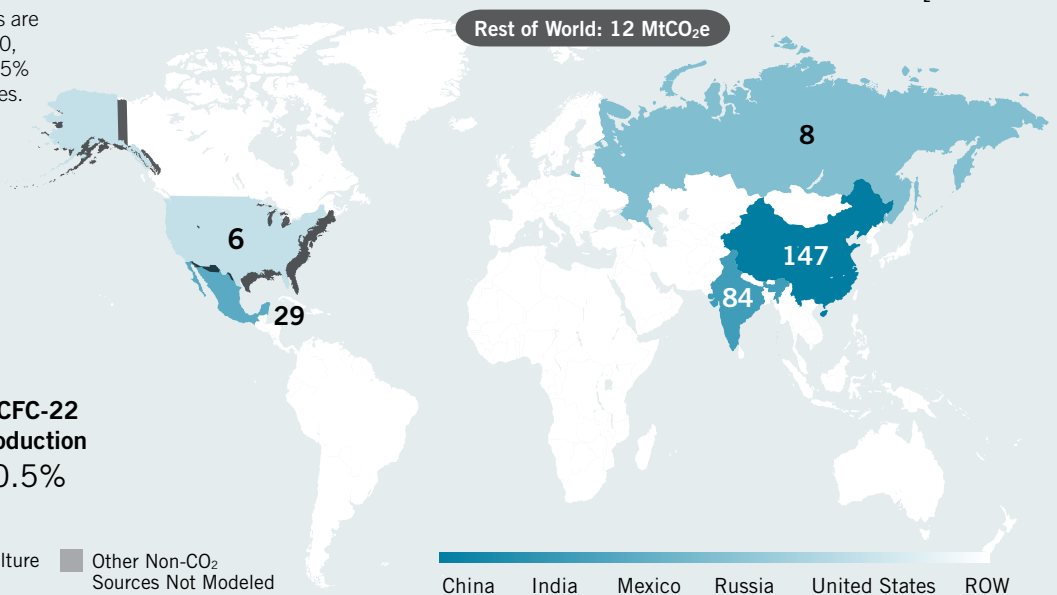 s are
0,
5%
es.
2
Rest of World: 12 MtCO₂e
8
6
147
84
29
CFC-22
oduction
0.5%
lture
Other Non-CO₂
Sources Not Modeled
China India Mexico Russia United States ROW